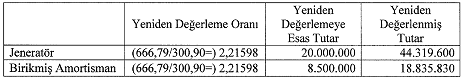 Yeniden Değerleme Oranı
Yeniden
Değerlemeye
Esas Tutar
Yeniden
Değerlenmiş
Tutar
Jeneratör (666,79/300,90=) 2,21598 20.000.000 44.319.600
Birikmiş Amortisman (666,79/300,90=) 2,21598 8.500.000 18.835.830